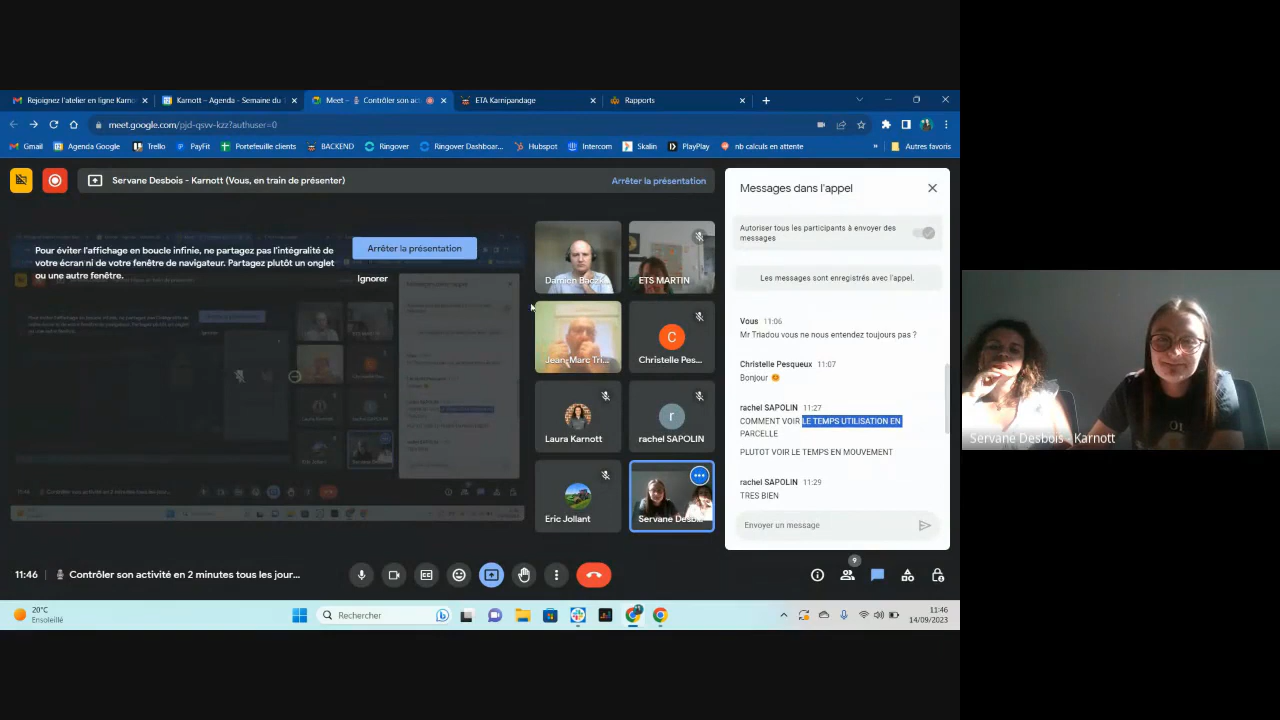 Rejoignez l'atelier en ligne Karno
Karnott – Agenda - Semaine du
Meet – Contrôler son ac
ETA Karnipandage
Rapports
meet.google.com/pjd-qsvv-kzz?authuser=0
Gmail
Agenda Google
Trello
PayFit
Portefeuille clients
BACKEND
Ringover
Ringover Dashboar...
Hubspot
Intercom
Skalin
PlayPlay
nb calculs en attente
»
Autres favoris
Servane Desbois - Karnott (Vous, en train de présenter)
Arrêter la présentation
Messages dans l'appel
Autoriser tous les participants à envoyer des
messages
Les messages sont enregistrés avec l'appel.
Pour éviter l'affichage en boucle infinie, ne partagez pas l'intégralité de
votre écran ni de votre fenêtre de navigateur. Partagez plutôt un onglet
ou une autre fenêtre.
Arrêter la présentation
Ignorer
ETS MARTIN
Jean-Marc Tri...
C
Christelle Pes...
Laura Karnott
r
rachel SAPOLIN
Eric Jollant
Servane Desb
Vous 11:06
Mr Triadou vous ne nous entendez toujours pas ?
Christelle Pesqueux 11:07
Bonjour 😊
rachel SAPOLIN 11:27
COMMENT VOIR LE TEMPS UTILISATION EN
PARCELLE
PLUTOT VOIR LE TEMPS EN MOUVEMENT
rachel SAPOLIN 11:29
TRES BIEN
Envoyer un message
Servane Desbois - Karnott
11:46
Contrôler son activité en 2 minutes tous les jour...
9
20°C
Ensoleillé
Rechercher
11:46
14/09/2023